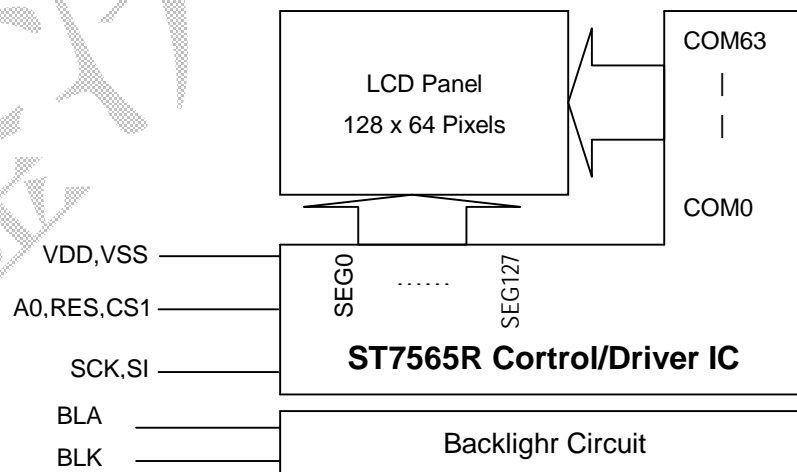 COM63
LCD Panel
|
128 x 64 Pixels
|
COM0
VDD,VSS
SEG0
......
SEG127
A0,RES,CS1
ST7565R Cortrol/Driver IC
SCK,SI
BLA
Backlighr Circuit
BLK